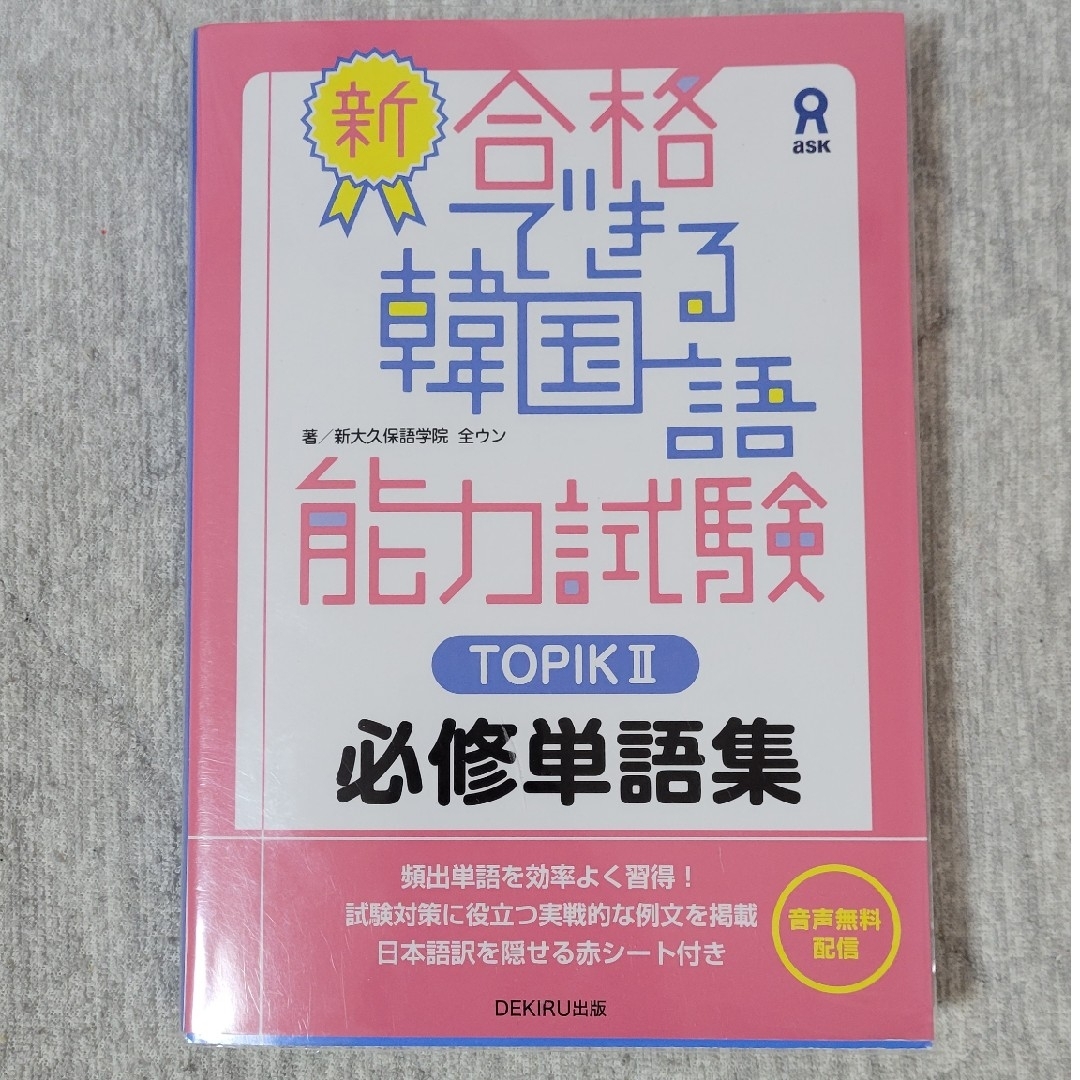 新
合格
できる
韓国語
著／新大久保語学院 全ウン
能力試験
TOPIKⅡ
必修単語集
ask
頻出単語を効率よく習得！
試験対策に役立つ実戦的な例文を掲載
日本語訳を隠せる赤シート付き
音声無料
配信
DEKIRU出版